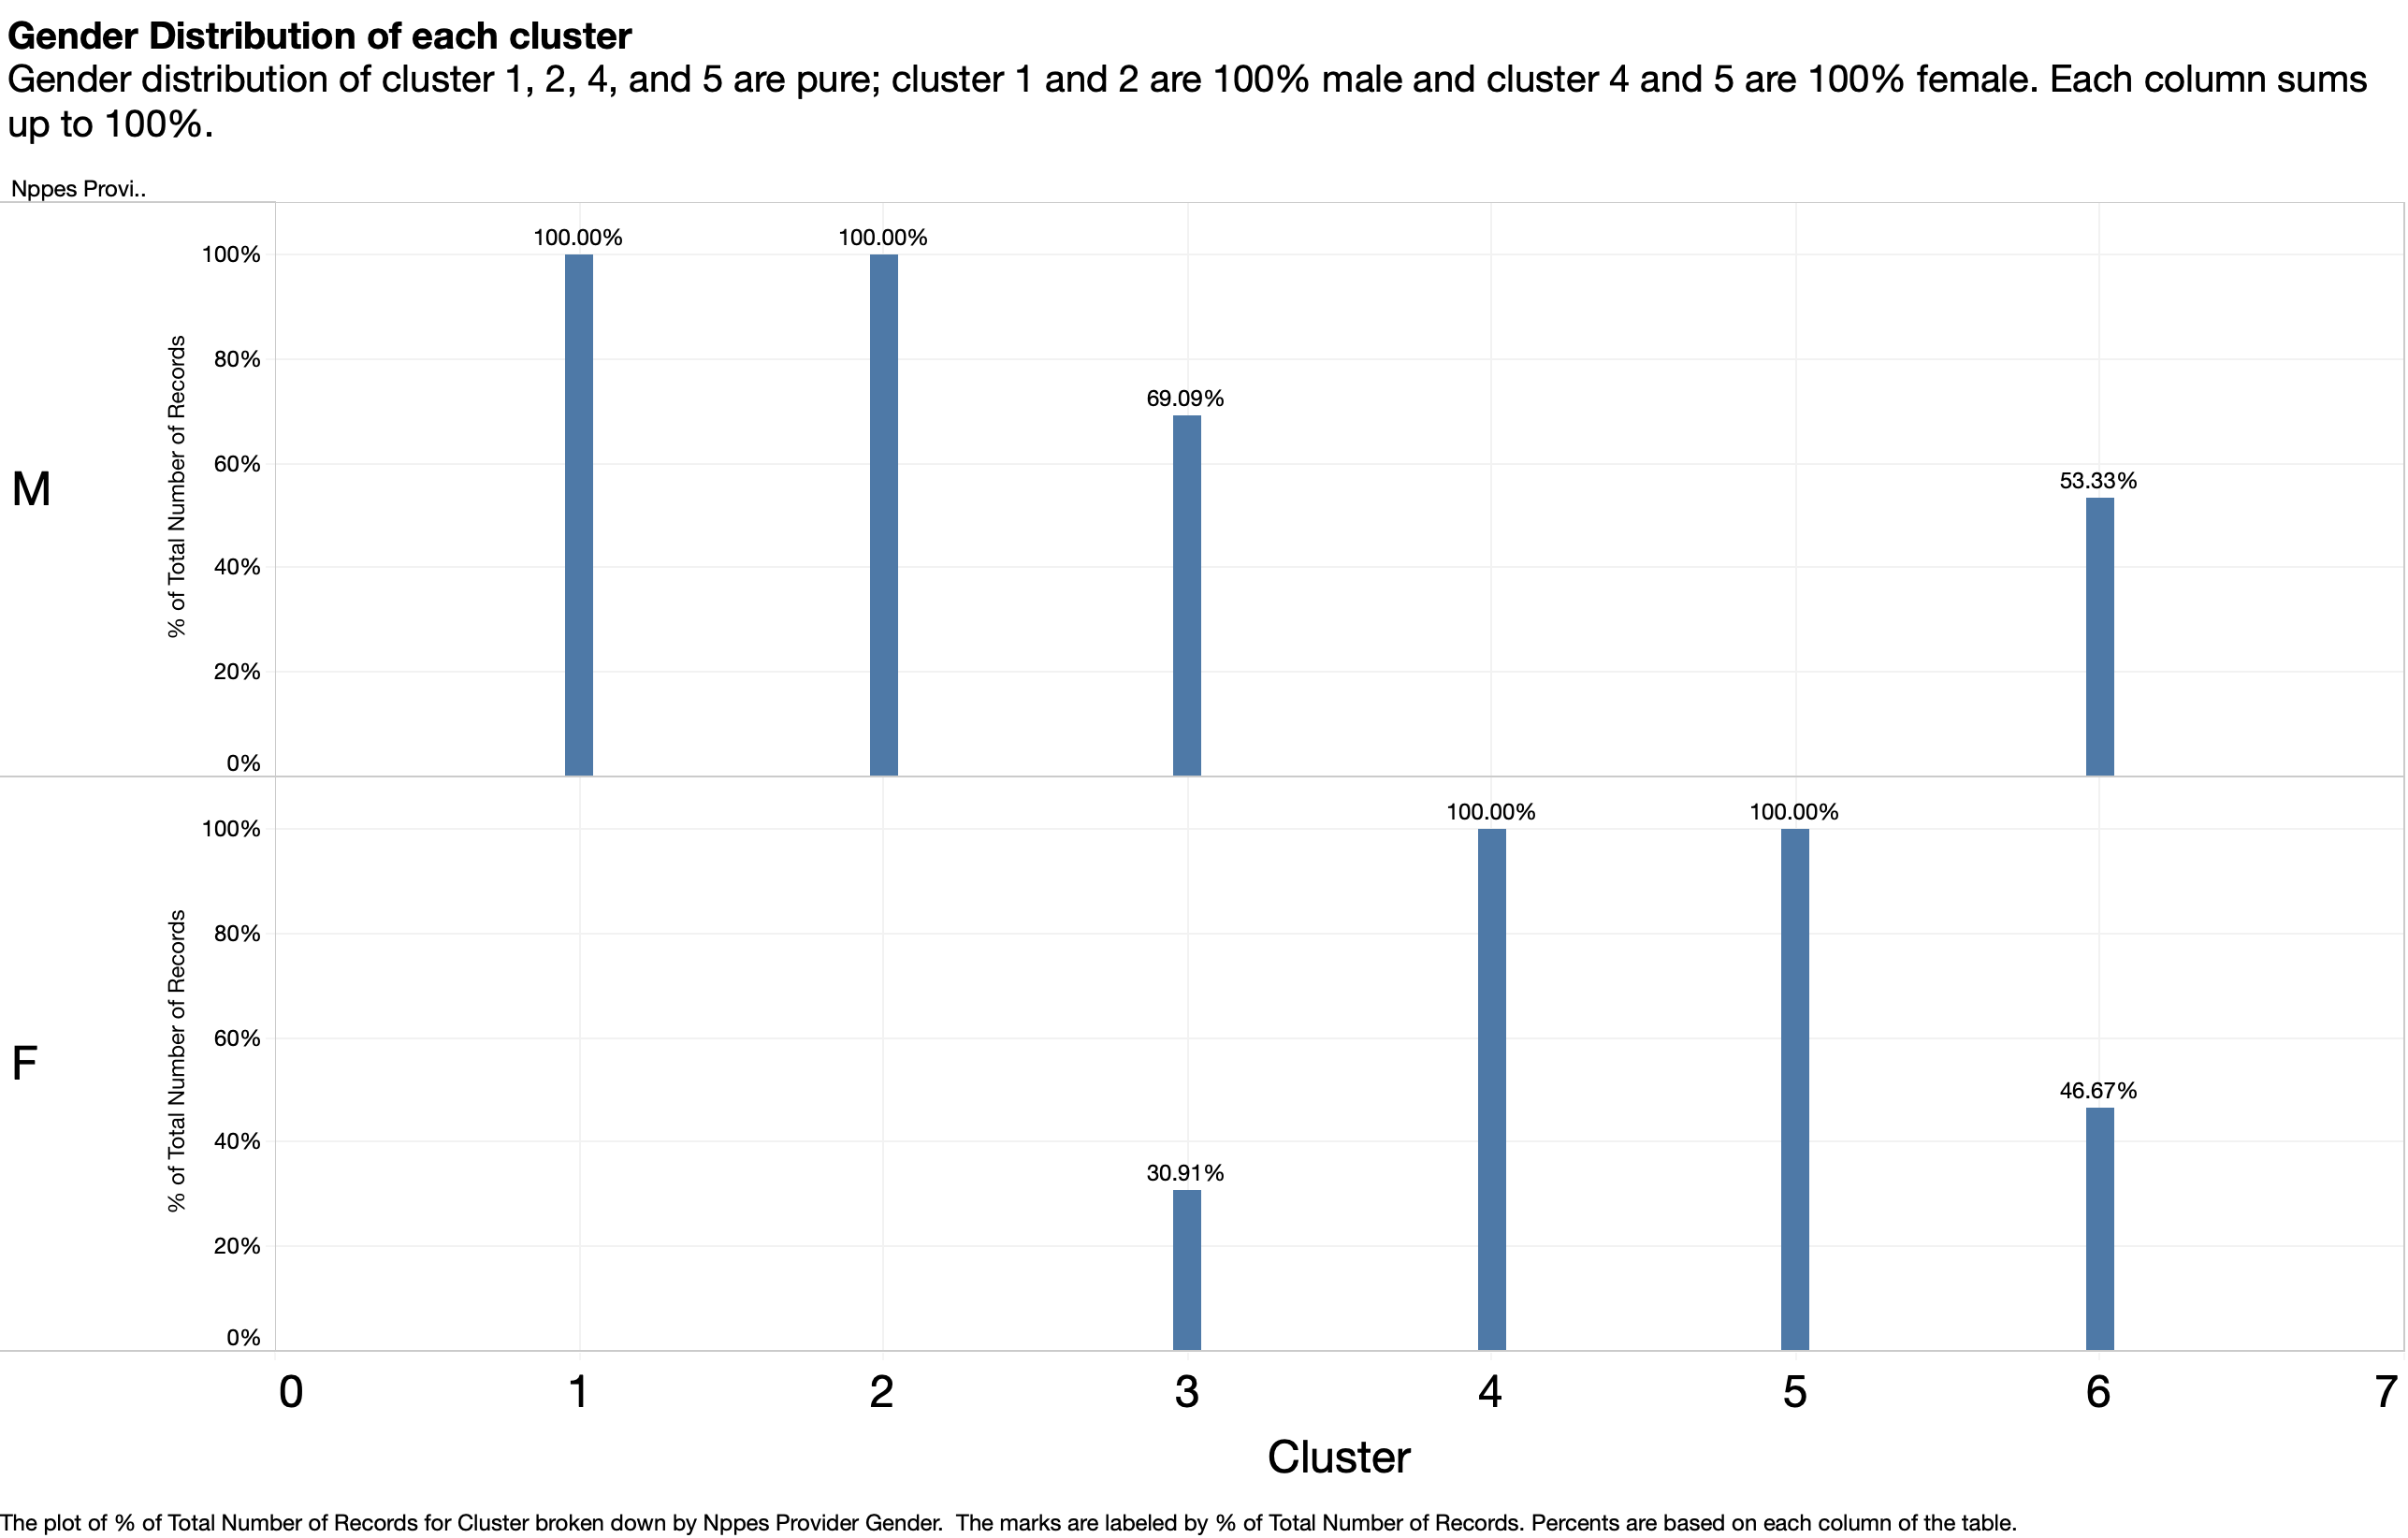 Gender Distribution of each cluster
Gender distribution of cluster 1, 2, 4, and 5 are pure; cluster 1 and 2 are 100% male and cluster 4 and 5 are 100% female. Each column sums
up to 100%.
Nppes Provi..
M
% of Total Number of Records
100%
80%
60%
40%
20%
0%
100.00%
100.00%
69.09%
53.33%
F
% of Total Number of Records
100%
80%
60%
40%
20%
0%
30.91%
100.00%
100.00%
46.67%
0 1 2 3 4 5 6 7
Cluster
The plot of % of Total Number of Records for Cluster broken down by Nppes Provider Gender.  The marks are labeled by % of Total Number of Records. Percents are based on each column of the table.